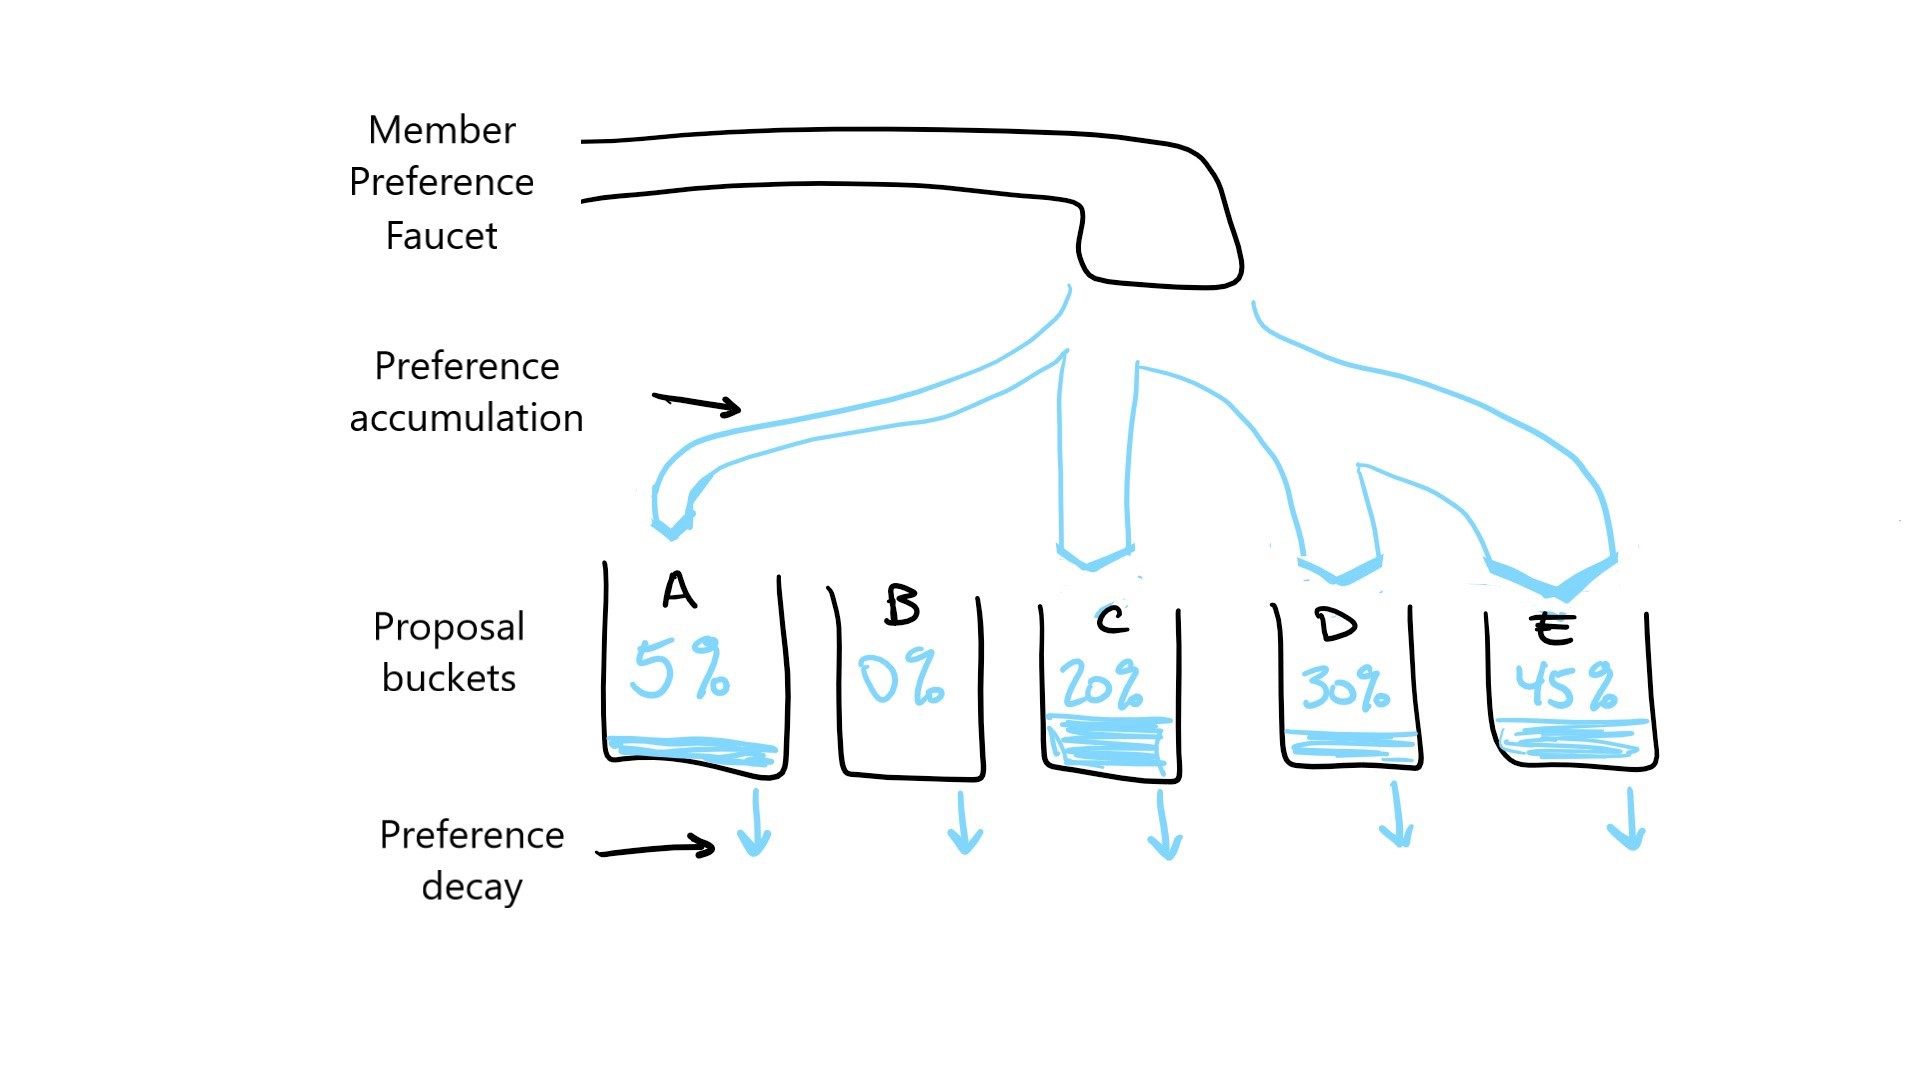 Member
Preference
Faucet
Preference
accumulation
Proposal
buckets
A
B
C
D
E
5%
0%
20%
30%
45%
Preference
decay